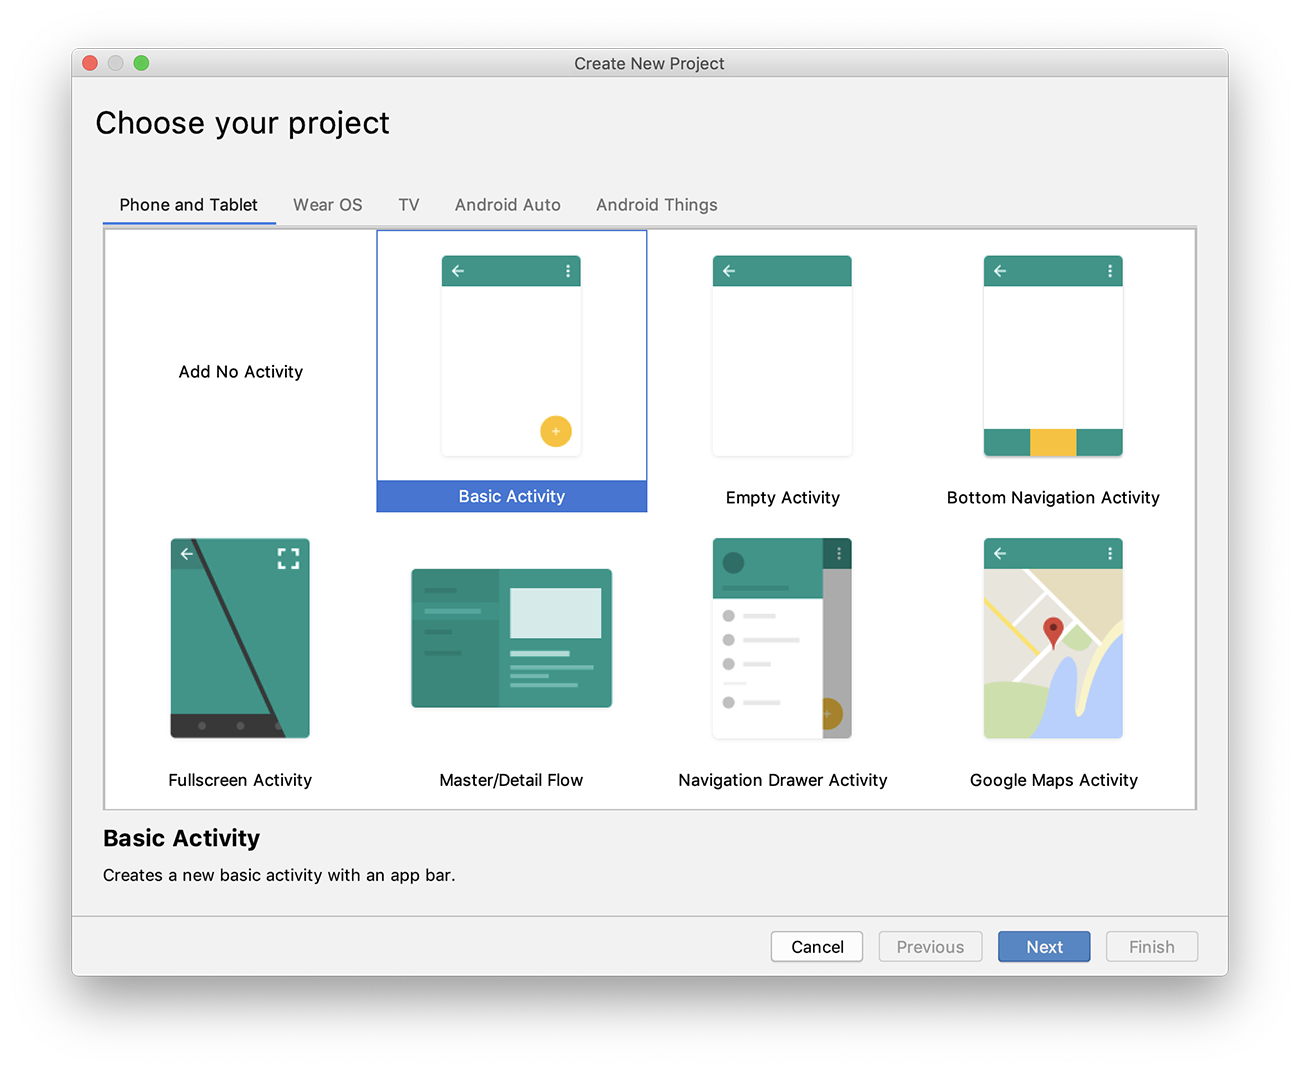 Create New Project
Choose your project
Phone and Tablet Wear OS TV Android Auto Android Things
Add No Activity
Basic Activity
Empty Activity
Bottom Navigation Activity
Fullscreen Activity
Master/Detail Flow
Navigation Drawer Activity
Google Maps Activity
Basic Activity
Creates a new basic activity with an app bar.
Cancel Previous Next Finish